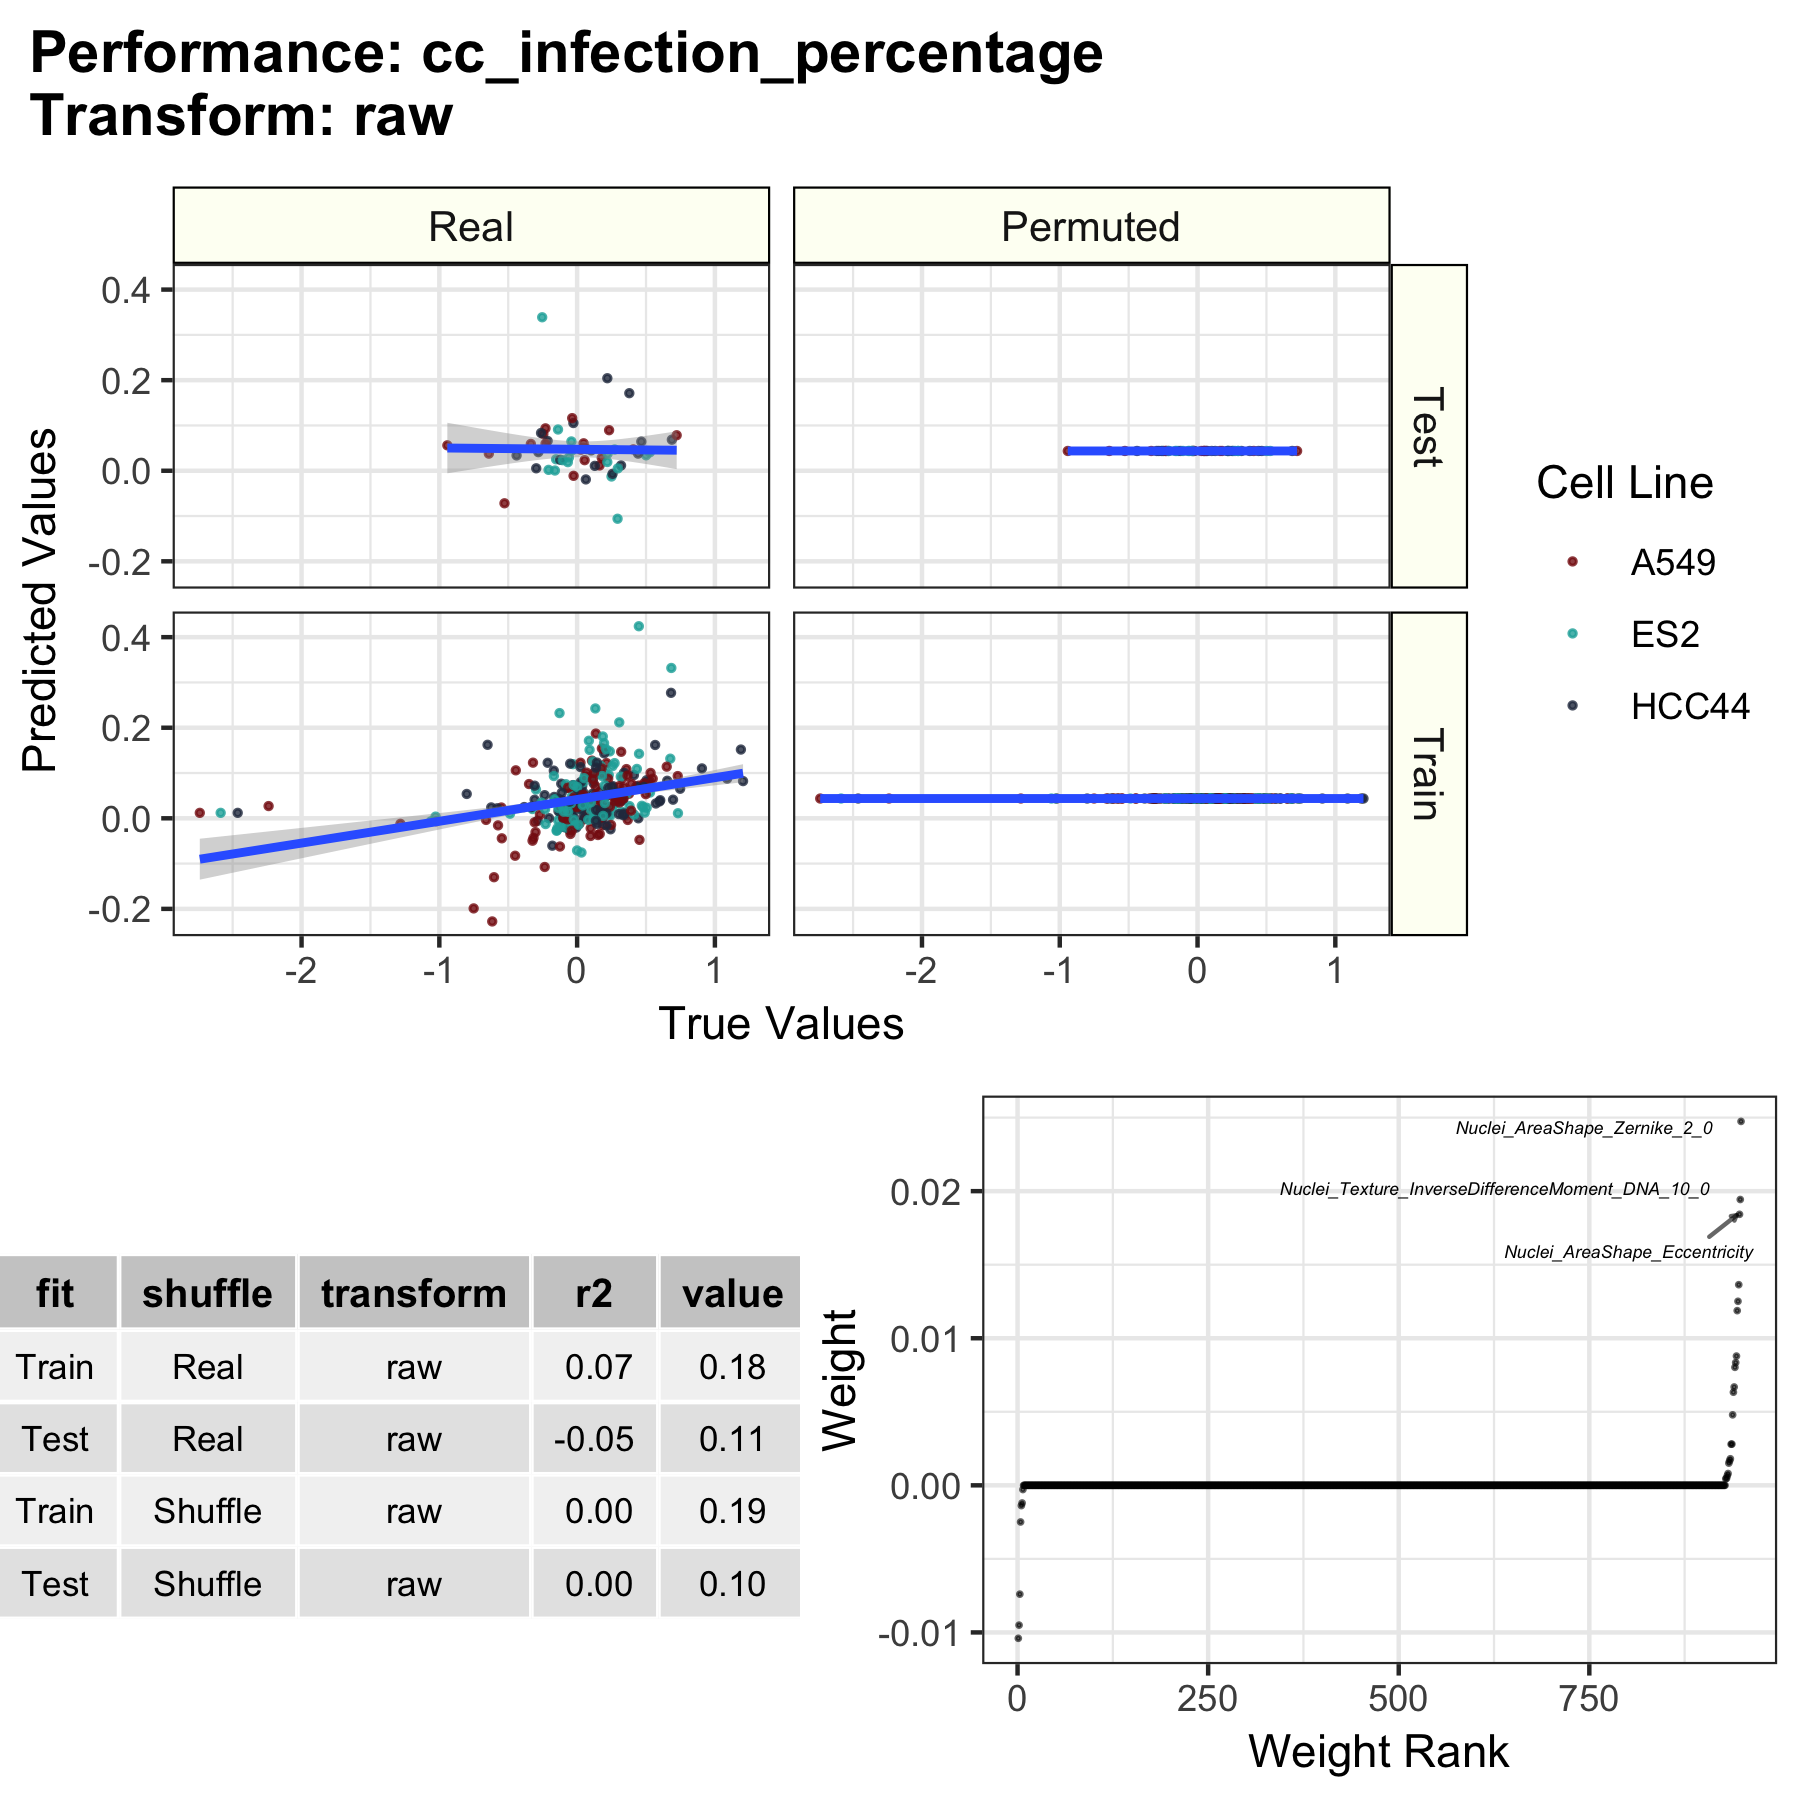 Performance: cc_infection_percentage
Transform: raw
Real
Permuted
0.4
0.2
0.0
-0.2
Test
0.4
0.2
0.0
-0.2
Train
Predicted Values
-2
-1
0
1
-2
-1
0
1
True Values
Cell Line
A549
ES2
HCC44
fit shuffle transform r2 value
Train Real raw 0.07 0.18
Test Real raw -0.05 0.11
Train Shuffle raw 0.00 0.19
Test Shuffle raw 0.00 0.10
Nuclei_AreaShape_Zernike_2_0
Nuclei_Texture_InverseDifferenceMoment_DNA_10_0
Nuclei_AreaShape_Eccentricity
0.02
0.01
0.00
-0.01
Weight
0
250
500
750
Weight Rank